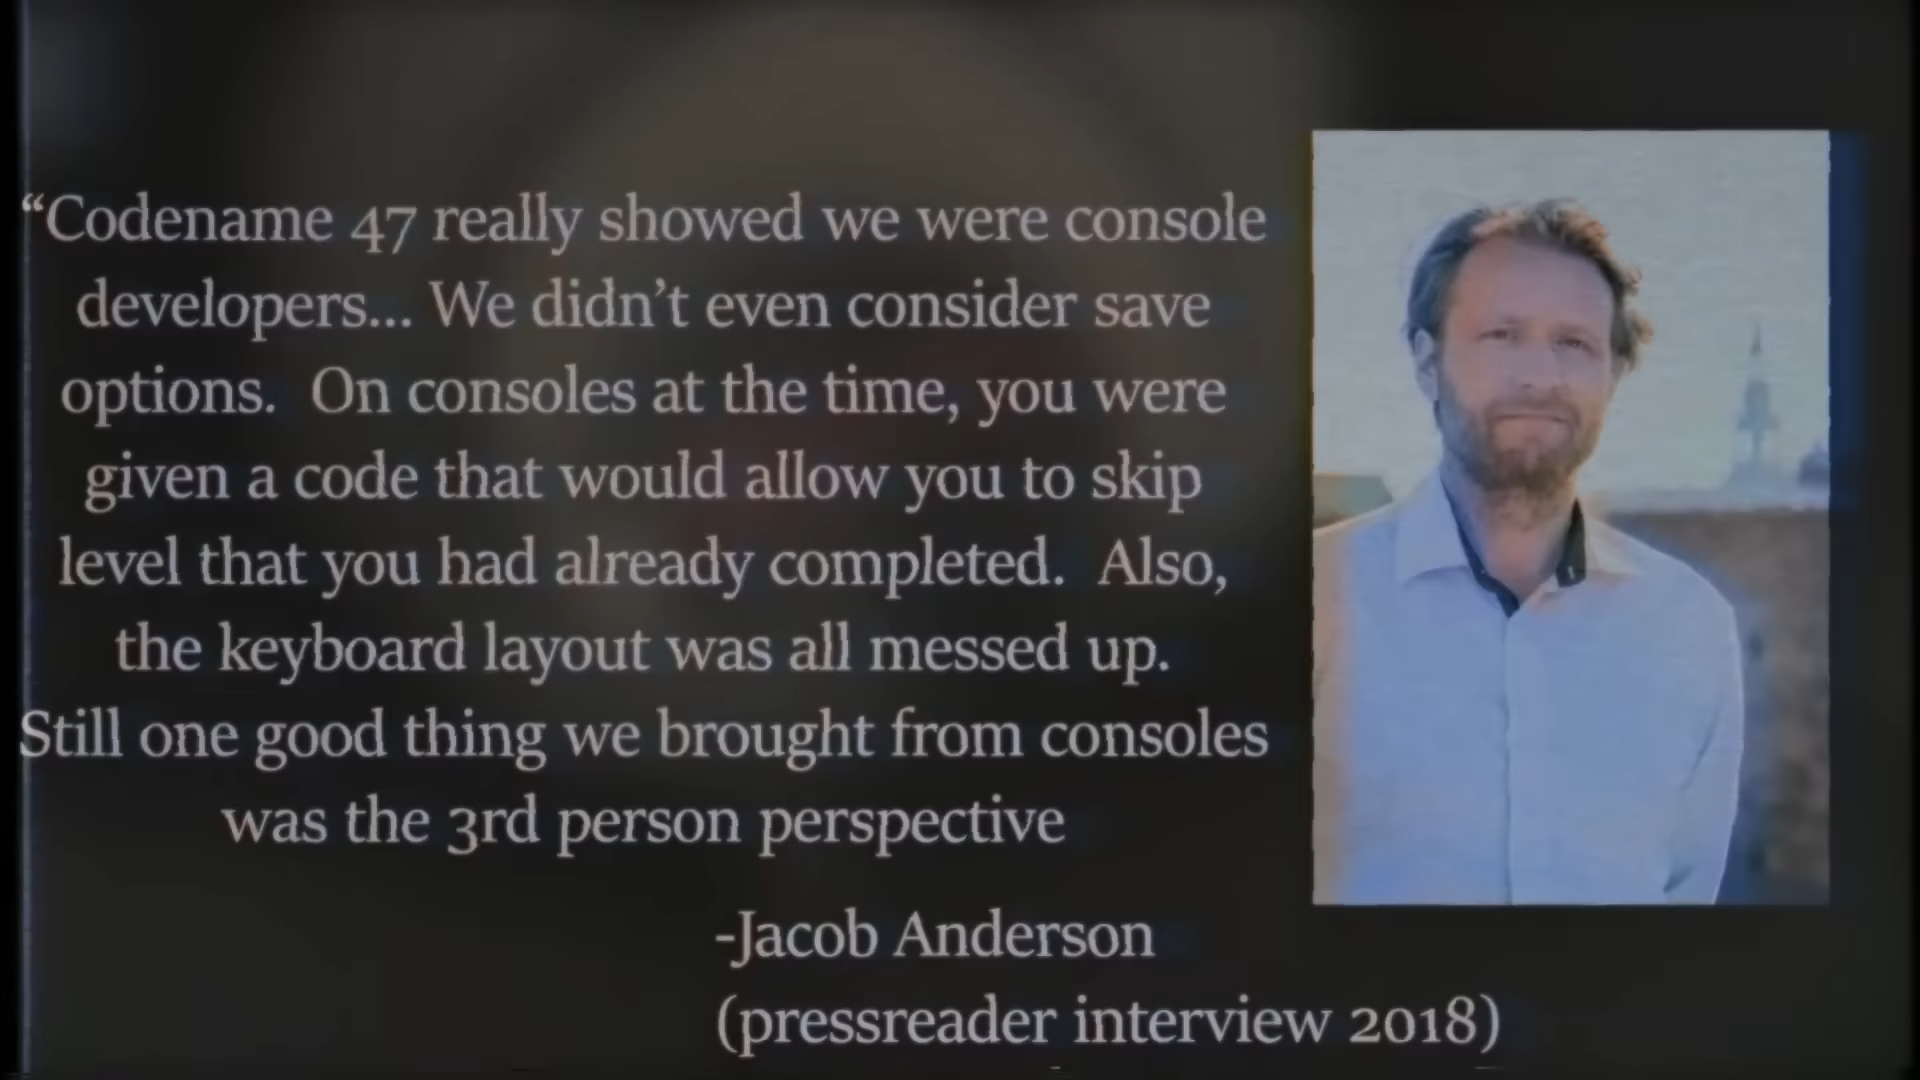 “Codename 47 really showed we were console
developers... We didn’t even consider save
options. On consoles at the time, you were
given a code that would allow you to skip
level that you had already completed. Also,
the keyboard layout was all messed up.
Still one good thing we brought from consoles
was the 3rd person perspective
-Jacob Anderson
(pressreader interview 2018)